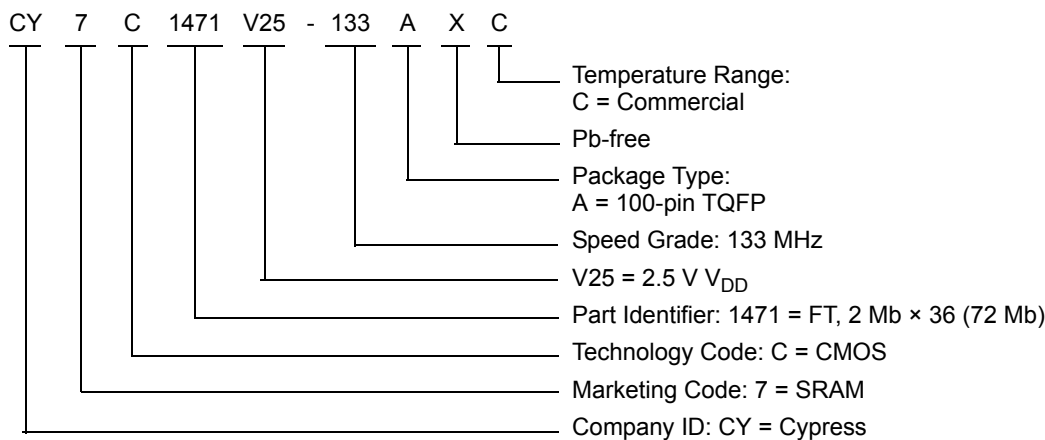 CY 7 C 1471 V25 - 133 A X C
Temperature Range:
C = Commercial
Pb-free
Package Type:
A = 100-pin TQFP
Speed Grade: 133 MHz
V25 = 2.5 V VDD
Part Identifier: 1471 = FT, 2 Mb × 36 (72 Mb)
Technology Code: C = CMOS
Marketing Code: 7 = SRAM
Company ID: CY = Cypress